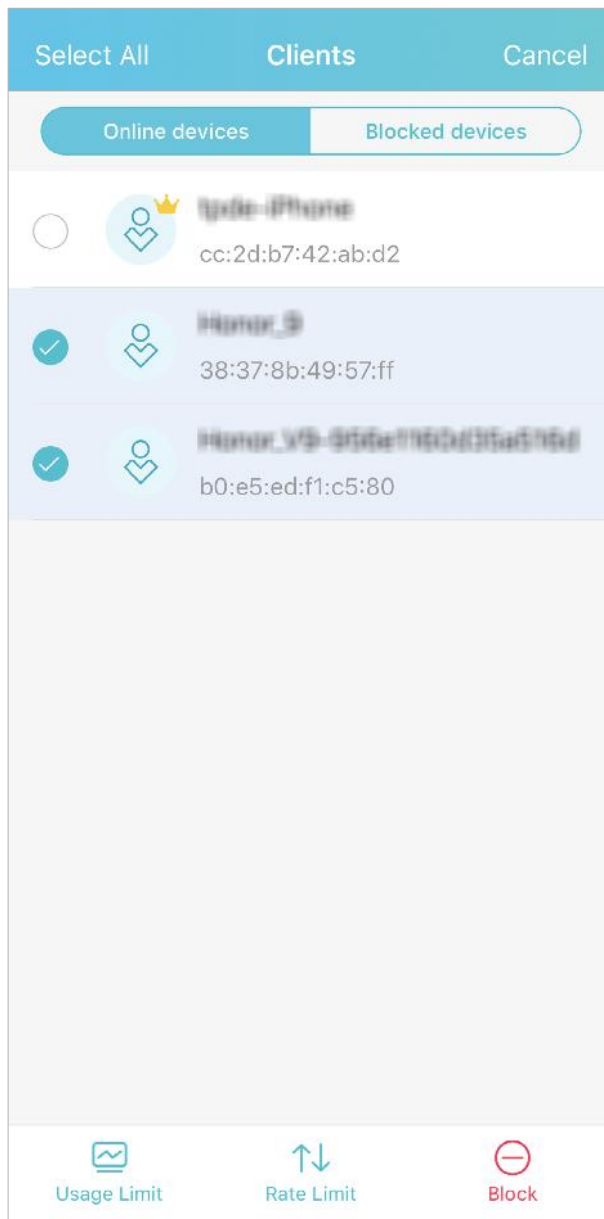 Select All Clients Cancel
Online devices Blocked devices
cc:2d:b7:42:ab:d2
Honor_9
38:37:8b:49:57:ff
b0:e5:ed:f1:c5:80
Usage Limit Rate Limit Block